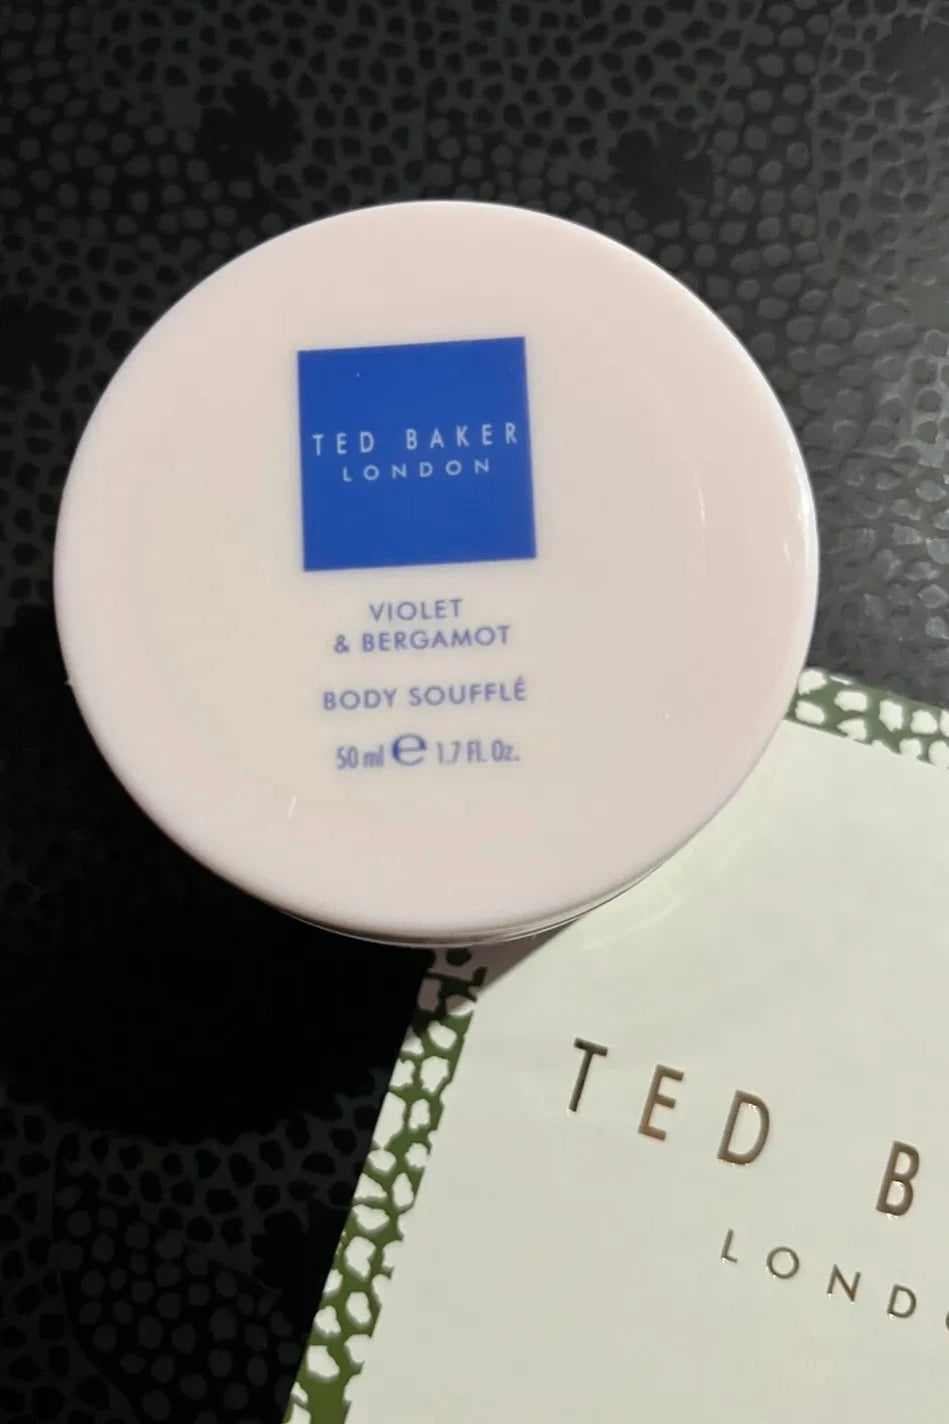 TED BAKER
LONDON
VIOLET
& BERGAMOT
BODY SOUFFLÉ
50 ml ℮ 1.7 Fl. Oz.
TED B
LOND